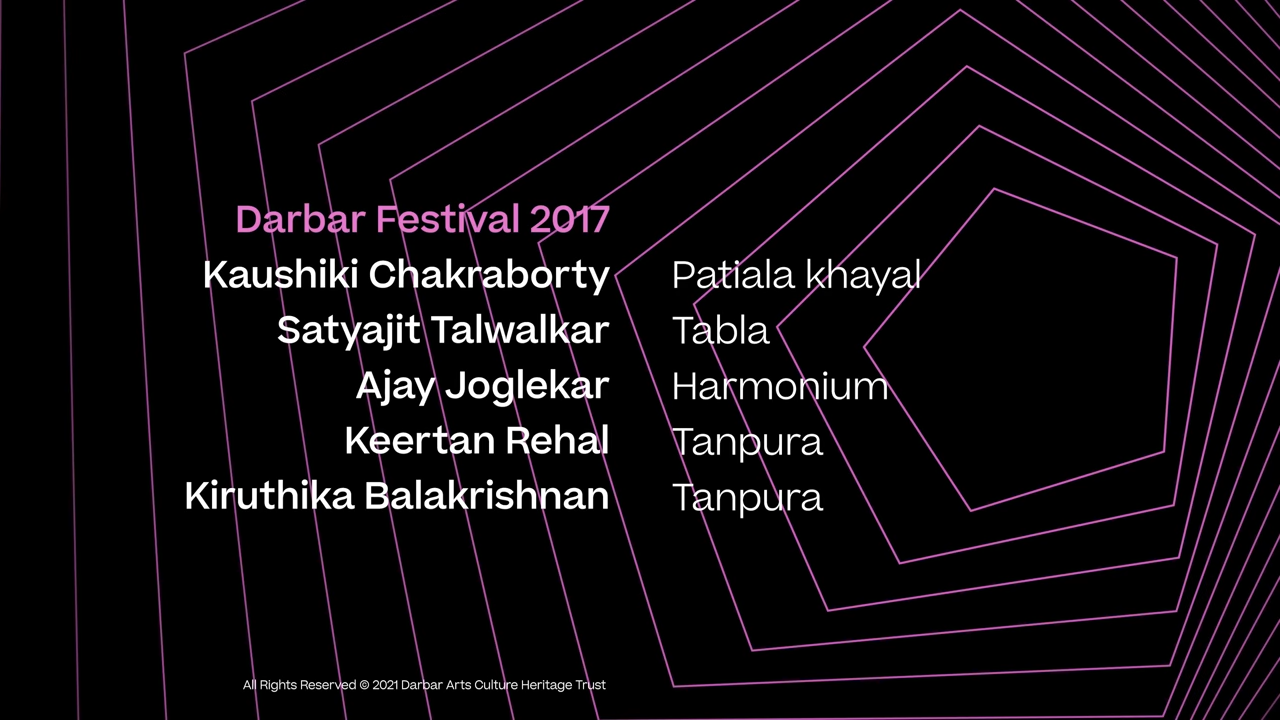 Darbar Festival 2017
Kaushiki Chakraborty Patiala khayal
Satyajit Talwalkar Tabla
Ajay Joglekar Harmonium
Keertan Rehal Tanpura
Kiruthika Balakrishnan Tanpura
All Rights Reserved © 2021 Darbar Arts Culture Heritage Trust